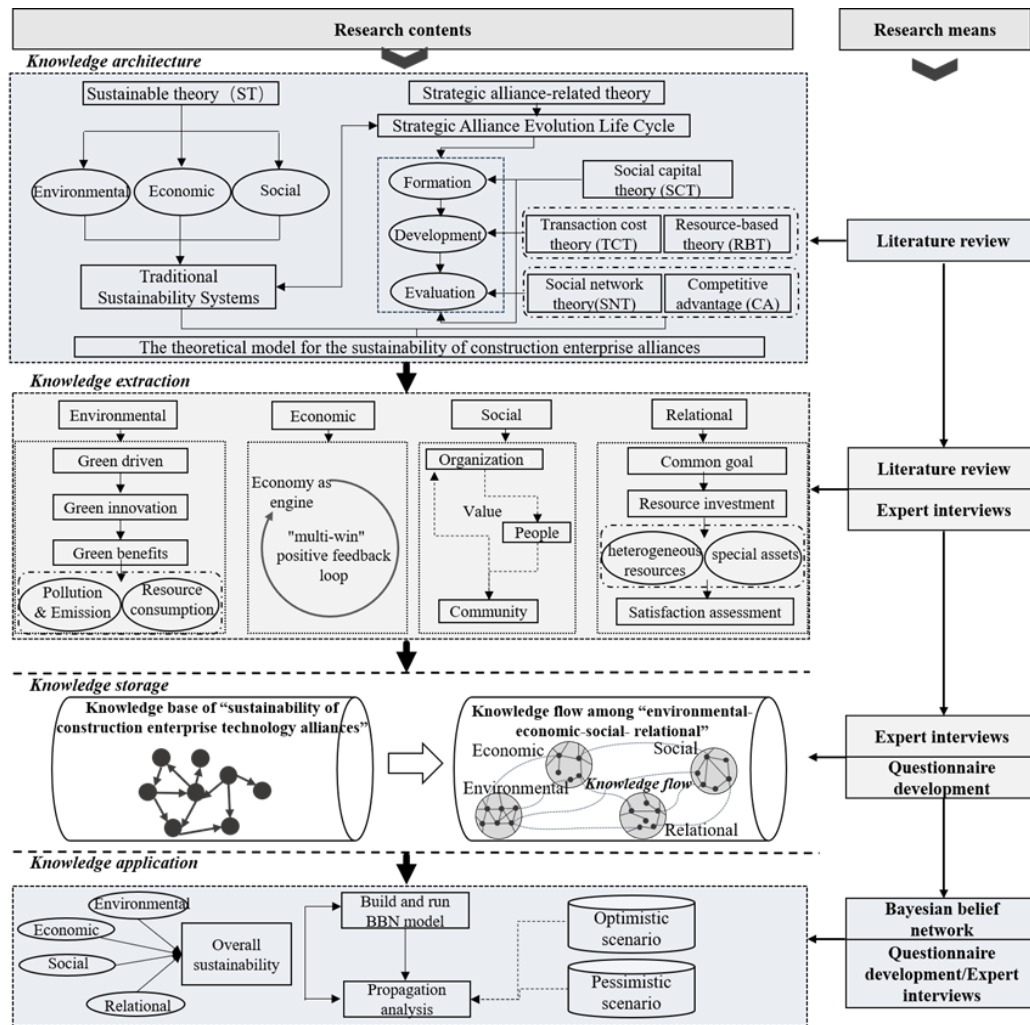 Research contents
Research means
Knowledge architecture
Sustainable theory（ST）
Strategic alliance-related theory
Strategic Alliance Evolution Life Cycle
Environmental
Economic
Social
Formation
Social capital
theory (SCT)
Development
Transaction cost
theory (TCT)
Resource-based
theory (RBT)
Literature review
Traditional
Sustainability Systems
Evaluation
Social network
theory(SNT)
Competitive
advantage (CA)
The theoretical model for the sustainability of construction enterprise alliances
Knowledge extraction
Environmental
Economic
Social
Relational
Green driven
Green innovation
Green benefits
Pollution
& Emission
Resource
consumption
Economy as
engine
"multi-win"
positive feedback
loop
Organization
Value
People
Community
Common goal
Resource investment
heterogeneous
resources
special assets
Satisfaction assessment
Literature review
Expert interviews
Knowledge storage
Knowledge base of “sustainability of
construction enterprise technology alliances”
Knowledge flow among “environmental-
economic-social- relational”
Economic
Social
Environmental
Knowledge flow
Relational
Expert interviews
Questionnaire
development
Knowledge application
Environmental
Economic
Social
Relational
Overall
sustainability
Build and run
BBN model
Propagation
analysis
Optimistic
scenario
Pessimistic
scenario
Bayesian belief
network
Questionnaire
development/Expert
interviews